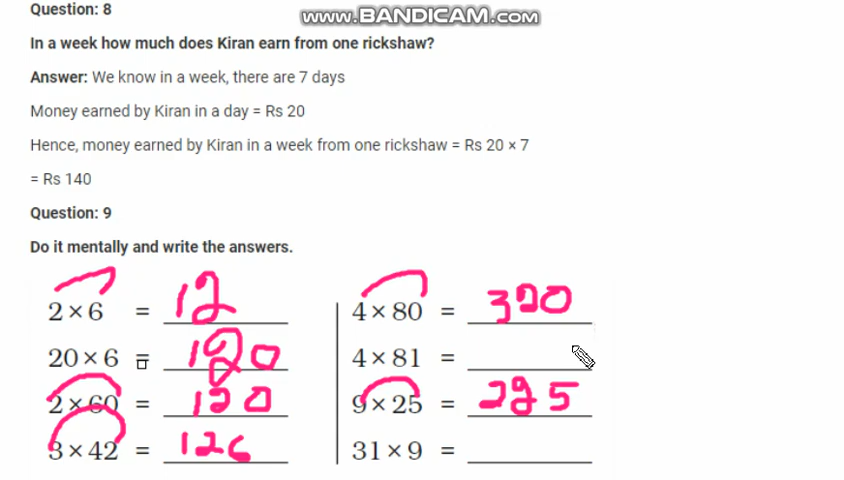 www.BANDICAM.com
Question: 8
In a week how much does Kiran earn from one rickshaw?
Answer: We know in a week, there are 7 days
Money earned by Kiran in a day = Rs 20
Hence, money earned by Kiran in a week from one rickshaw = Rs 20 × 7
= Rs 140
Question: 9
Do it mentally and write the answers.
2 × 6 = 12
20 × 6 = 120
2 × 60 = 120
3 × 42 = 126
4 × 80 = 320
4 × 81 =
9 × 25 = 225
31 × 9 =